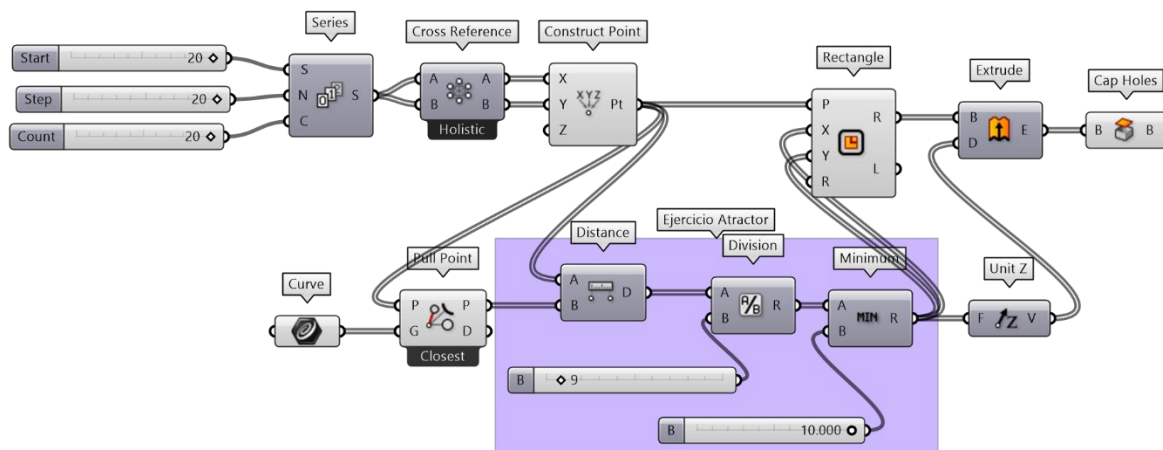 Series
Start 20
Step 20
Count 20
S
N
C
S
Cross Reference
A A
B B
Holistic
Construct Point
X
Y
Z
XYZ
Pt
Rectangle
P
X
Y
R
R
L
Extrude
B
D
E
Cap Holes
B B
Curve
Pull Point
P P
G D
Closest
Ejercicio Atractor
Distance
A
B
D
Division
A
B
A/B
R
Minimum
A
B
MIN
R
Unit Z
F Z V
B 9
B 10.000